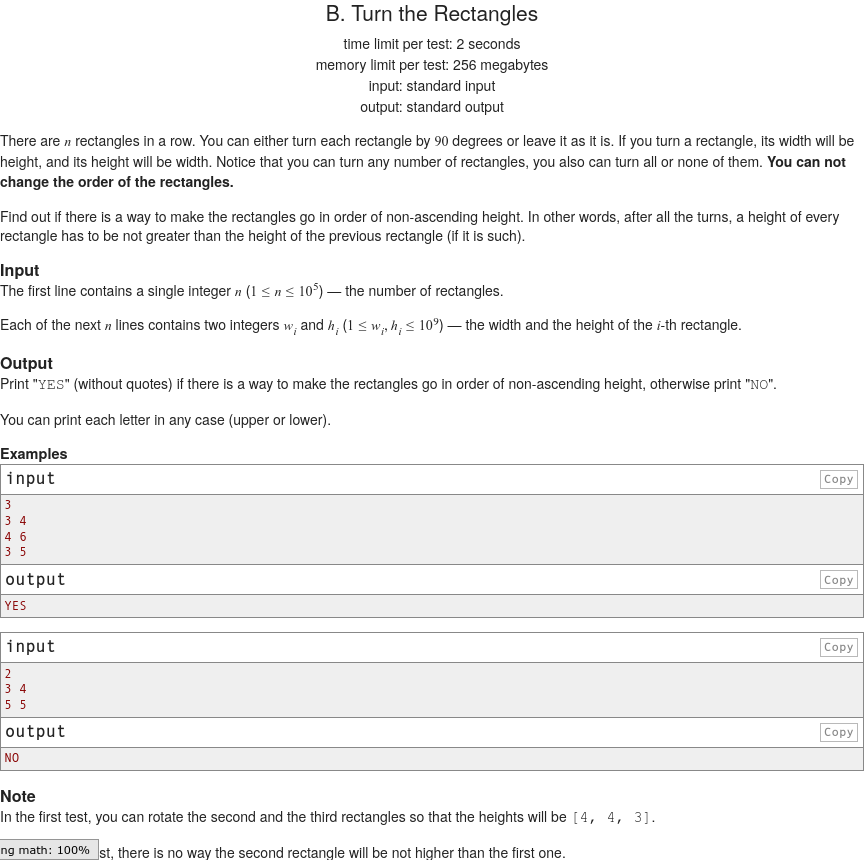 B. Turn the Rectangles
time limit per test: 2 seconds
memory limit per test: 256 megabytes
input: standard input
output: standard output
There are n rectangles in a row. You can either turn each rectangle by 90 degrees or leave it as it is. If you turn a rectangle, its width will be
height, and its height will be width. Notice that you can turn any number of rectangles, you also can turn all or none of them. You can not
change the order of the rectangles.
Find out if there is a way to make the rectangles go in order of non-ascending height. In other words, after all the turns, a height of every
rectangle has to be not greater than the height of the previous rectangle (if it is such).
Input
The first line contains a single integer n (1 ≤ n ≤ 10^5) — the number of rectangles.
Each of the next n lines contains two integers w_i and h_i (1 ≤ w_i, h_i ≤ 10^9) — the width and the height of the i-th rectangle.
Output
Print "YES" (without quotes) if there is a way to make the rectangles go in order of non-ascending height, otherwise print "NO".
You can print each letter in any case (upper or lower).
Examples
input Copy
3
3 4
4 6
3 5
output Copy
YES
input Copy
2
3 4
5 5
output Copy
NO
Note
In the first test, you can rotate the second and the third rectangles so that the heights will be [4, 4, 3].
ng math: 100% st, there is no way the second rectangle will be not higher than the first one.